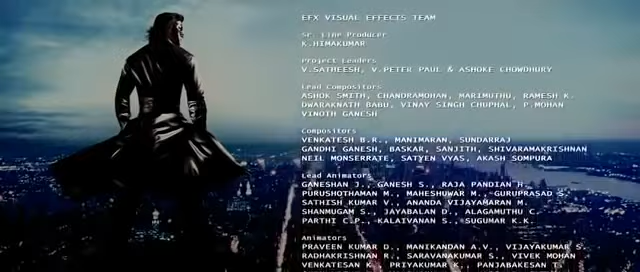 EFX VISUAL EFFECTS TEAM
Sr. Line Producer
K.HIMAKUMAR
Project Leaders
V.SATHEESH, V.PETER PAUL & ASHOKE CHOWDHURY
Lead Compositors
ASHOK SMITH, CHANDRAMOHAN, MARIMUTHU, RAMESH K.
DWARAKNATH BABU, VINAY SINGH CHUPHAL, P.MOHAN
VINOTH GANESH
Compositors
VENKATESH B.R., MANIMARAN, SUNDARRAJ
GANDHI GANESH, BASKAR, SANJITH, SHIVARAMAKRISHNAN
NEIL MONSERRATE, SATYEN VYAS, AKASH SOMPURA
Lead Animators
GANESHAN J., GANESH S., RAJA PANDIAN H.
PURUSHOTHAMAN M., MAHESHUWAR M., GURUPRASAD S.
SATHISH KUMAR V., ANANDA VIJAYAMARAN M.
SHANMUGAM S., JAYABALAN D., ALAGAMUTHU C.
PARTHI C.P., KALAIVANAN S., SUGUMAR K.K.
Animators
PRAVEEN KUMAR D., MANIKANDAN A.V., VIJAYAKUMAR S.
RADHAKRISHNAN R., SARAVANAKUMAR S., VIVEK MOHAN
VENKATESAN K., PRIYAKUMAR K., PANJABAKESAN T.